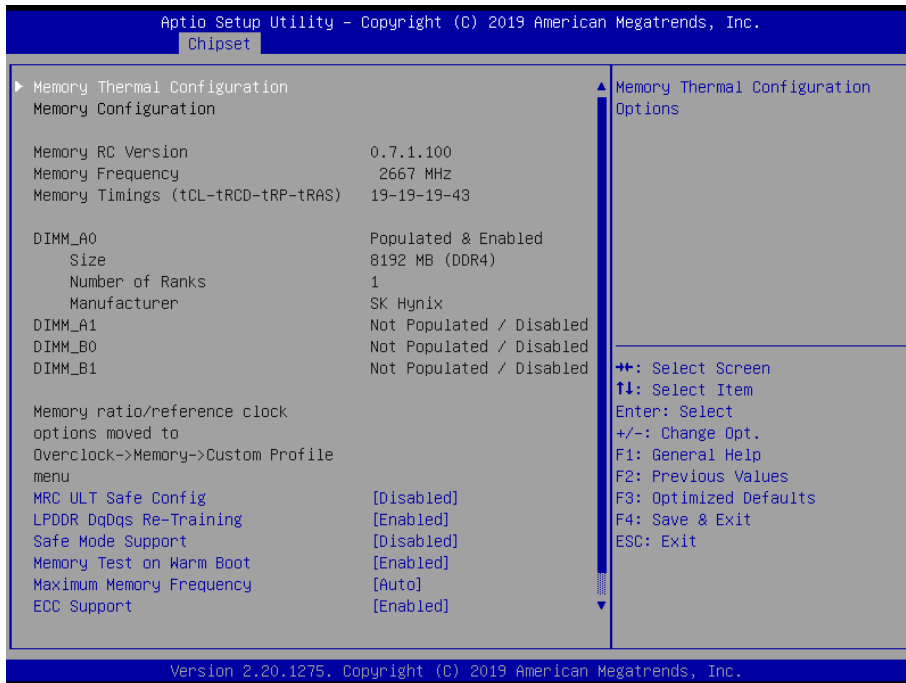 Aptio Setup Utility – Copyright (C) 2019 American Megatrends, Inc.
Chipset
Memory Thermal Configuration
Memory Configuration
Memory RC Version 0.7.1.100
Memory Frequency 2667 MHz
Memory Timings (tCL-tRCD-tRP-tRAS) 19-19-19-43
DIMM_A0 Populated & Enabled
Size 8192 MB (DDR4)
Number of Ranks 1
Manufacturer SK Hynix
DIMM_A1 Not Populated / Disabled
DIMM_B0 Not Populated / Disabled
DIMM_B1 Not Populated / Disabled
Memory ratio/reference clock
options moved to
Overclock->Memory->Custom Profile
menu
MRC ULT Safe Config [Disabled]
LPDDR DqDqs Re-Training [Enabled]
Safe Mode Support [Disabled]
Memory Test on Warm Boot [Enabled]
Maximum Memory Frequency [Auto]
ECC Support [Enabled]
Memory Thermal Configuration
Options
→←: Select Screen
↑↓: Select Item
Enter: Select
+/-: Change Opt.
F1: General Help
F2: Previous Values
F3: Optimized Defaults
F4: Save & Exit
ESC: Exit
Version 2.20.1275. Copyright (C) 2019 American Megatrends, Inc.